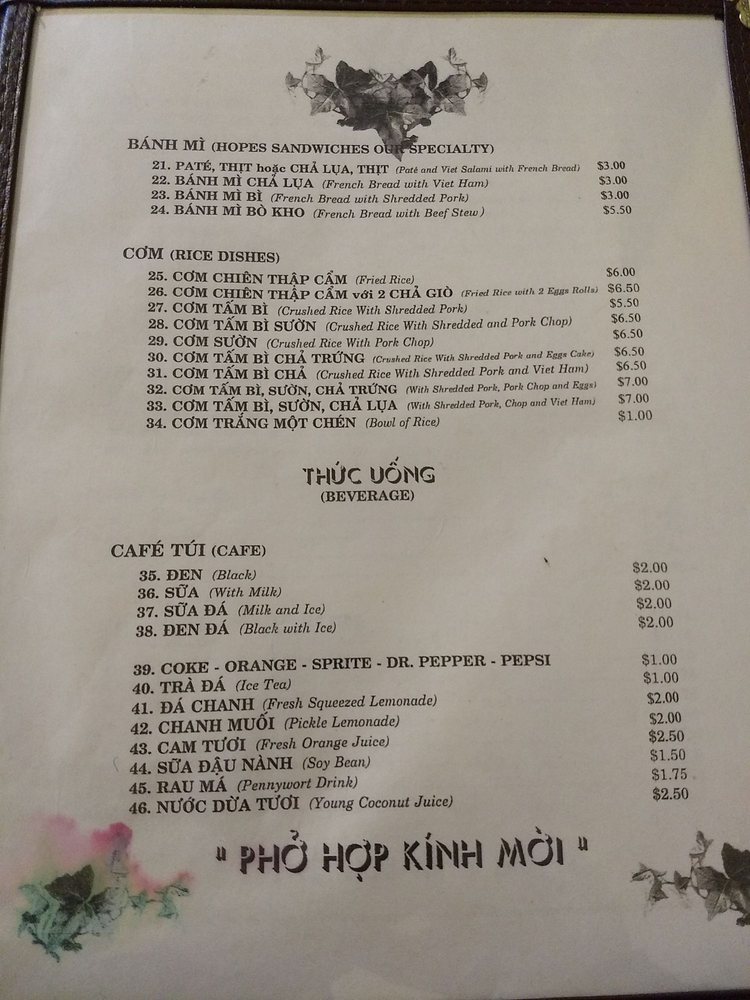 BÁNH MÌ (HOPES SANDWICHES OUR SPECIALTY)
21. PATÉ, THỊT hoặc CHẢ LỤA, THỊT (Paté and Viet Salami with French Bread) $3.00
22. BÁNH MÌ CHẢ LỤA (French Bread with Viet Ham) $3.00
23. BÁNH MÌ BÌ (French Bread with Shredded Pork) $3.00
24. BÁNH MÌ BÒ KHO (French Bread with Beef Stew) $5.50
CƠM (RICE DISHES)
25. CƠM CHIÊN THẬP CẨM (Fried Rice) $6.00
26. CƠM CHIÊN THẬP CẨM với 2 CHẢ GIÒ (Fried Rice with 2 Eggs Rolls) $6.50
27. CƠM TẤM BÌ (Crushed Rice With Shredded Pork) $5.50
28. CƠM TẤM BÌ SƯỜN (Crushed Rice With Shredded and Pork Chop) $6.50
29. CƠM SƯỜN (Crushed Rice With Pork Chop) $6.50
30. CƠM TẤM BÌ CHẢ TRỨNG (Crushed Rice With Shredded Pork and Eggs Cake) $6.50
31. CƠM TẤM BÌ CHẢ (Crushed Rice With Shredded Pork and Viet Ham) $6.50
32. CƠM TẤM BÌ, SƯỜN, CHẢ TRỨNG (With Shredded Pork, Pork Chop and Eggs) $7.00
33. CƠM TẤM BÌ, SƯỜN, CHẢ LỤA (With Shredded Pork, Chop and Viet Ham) $7.00
34. CƠM TRẮNG MỘT CHÉN (Bowl of Rice) $1.00
THỨC UỐNG
(BEVERAGE)
CAFÉ TÚI (CAFE)
35. ĐEN (Black) $2.00
36. SỮA (With Milk) $2.00
37. SỮA ĐÁ (Milk and Ice) $2.00
38. ĐEN ĐÁ (Black with Ice) $2.00
39. COKE - ORANGE - SPRITE - DR. PEPPER - PEPSI $1.00
40. TRÀ ĐÁ (Ice Tea) $1.00
41. ĐÁ CHANH (Fresh Squeezed Lemonade) $2.00
42. CHANH MUỐI (Pickle Lemonade) $2.00
43. CAM TƯƠI (Fresh Orange Juice) $2.50
44. SỮA ĐẬU NÀNH (Soy Bean) $1.50
45. RAU MÁ (Pennywort Drink) $1.75
46. NƯỚC DỪA TƯƠI (Young Coconut Juice) $2.50
" PHỞ HỢP KÍNH MỜI "